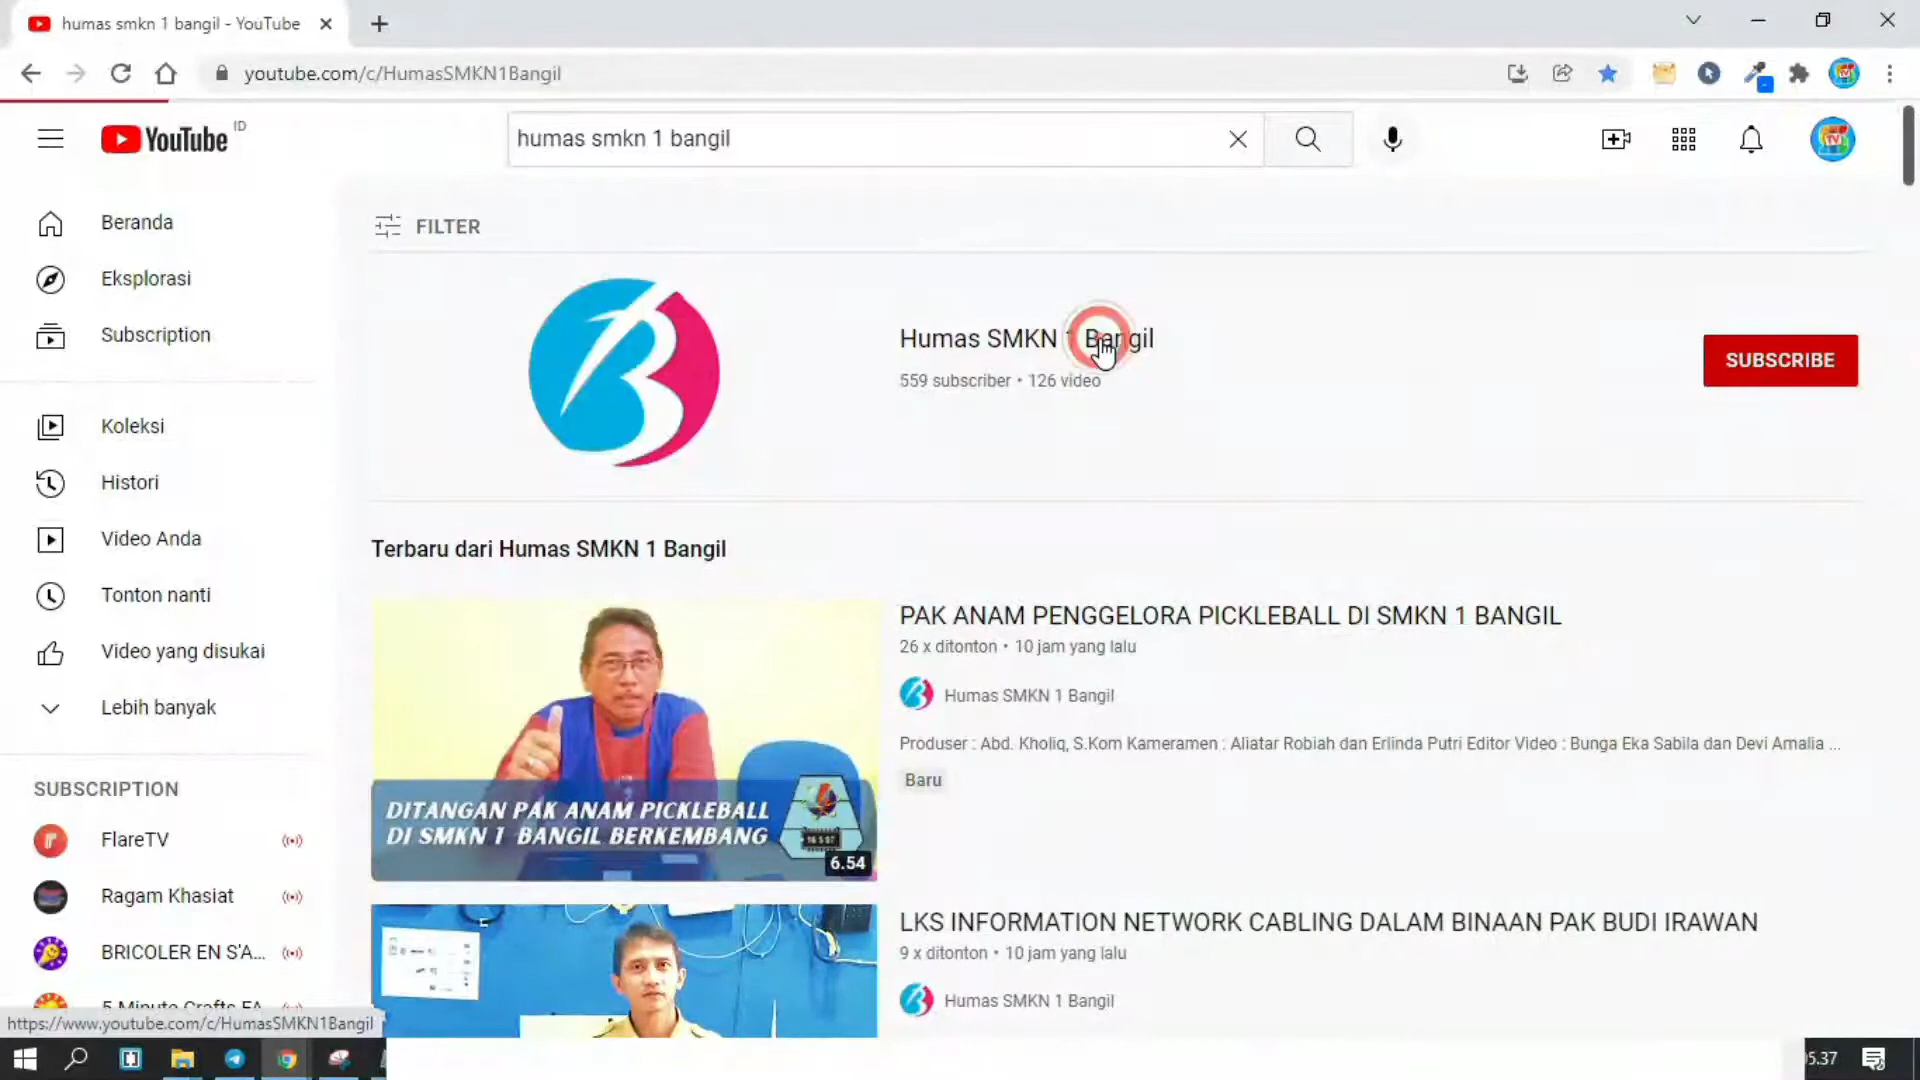 humas smkn 1 bangil - YouTube
youtube.com/c/HumasSMKN1Bangil
YouTube ID
humas smkn 1 bangil
Beranda
Eksplorasi
Subscription
Koleksi
Histori
Video Anda
Tonton nanti
Video yang disukai
Lebih banyak
SUBSCRIPTION
FlareTV
Ragam Khasiat
BRICOLER EN S'A...
5-Minute Crafts FA
https://www.youtube.com/c/HumasSMKN1Bangil
FILTER
Humas SMKN 1 Bangil
559 subscriber • 126 video
SUBSCRIBE
Terbaru dari Humas SMKN 1 Bangil
DITANGAN PAK ANAM PICKLEBALL
DI SMKN 1 BANGIL BERKEMBANG
6.54
PAK ANAM PENGGELORA PICKLEBALL DI SMKN 1 BANGIL
26 x ditonton • 10 jam yang lalu
Humas SMKN 1 Bangil
Produser : Abd. Kholiq, S.Kom Kameramen : Aliatar Robiah dan Erlinda Putri Editor Video : Bunga Eka Sabila dan Devi Amalia ...
Baru
LKS INFORMATION NETWORK CABLING DALAM BINAAN PAK BUDI IRAWAN
9 x ditonton • 10 jam yang lalu
Humas SMKN 1 Bangil
5.37